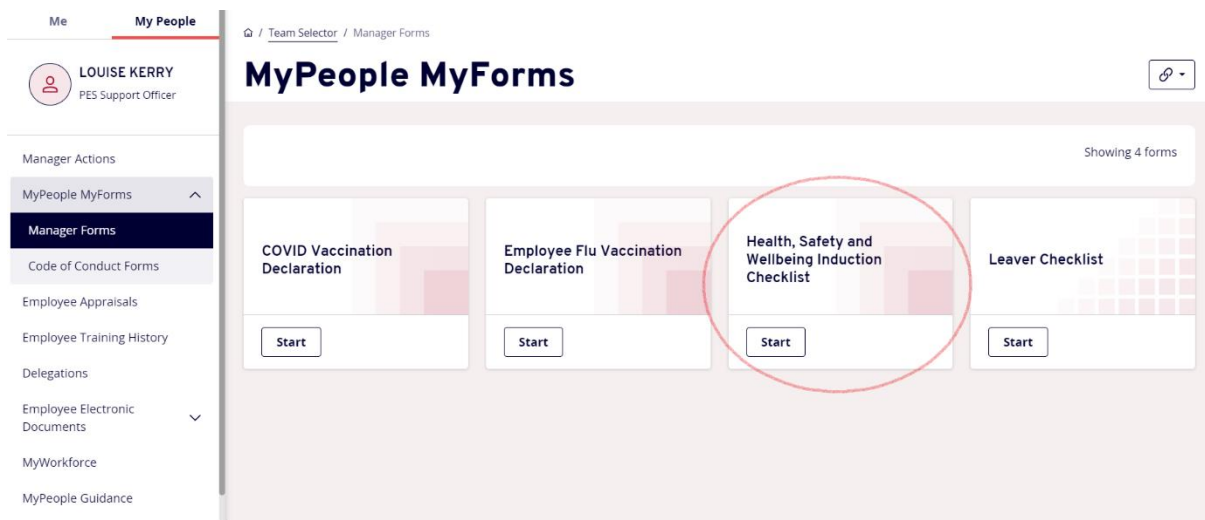 Me
My People
LOUISE KERRY
PES Support Officer
Manager Actions
MyPeople MyForms
Manager Forms
Code of Conduct Forms
Employee Appraisals
Employee Training History
Delegations
Employee Electronic
Documents
MyWorkforce
MyPeople Guidance
/ Team Selector / Manager Forms
MyPeople MyForms
Showing 4 forms
COVID Vaccination
Declaration
Start
Employee Flu Vaccination
Declaration
Start
Health, Safety and
Wellbeing Induction
Checklist
Start
Leaver Checklist
Start